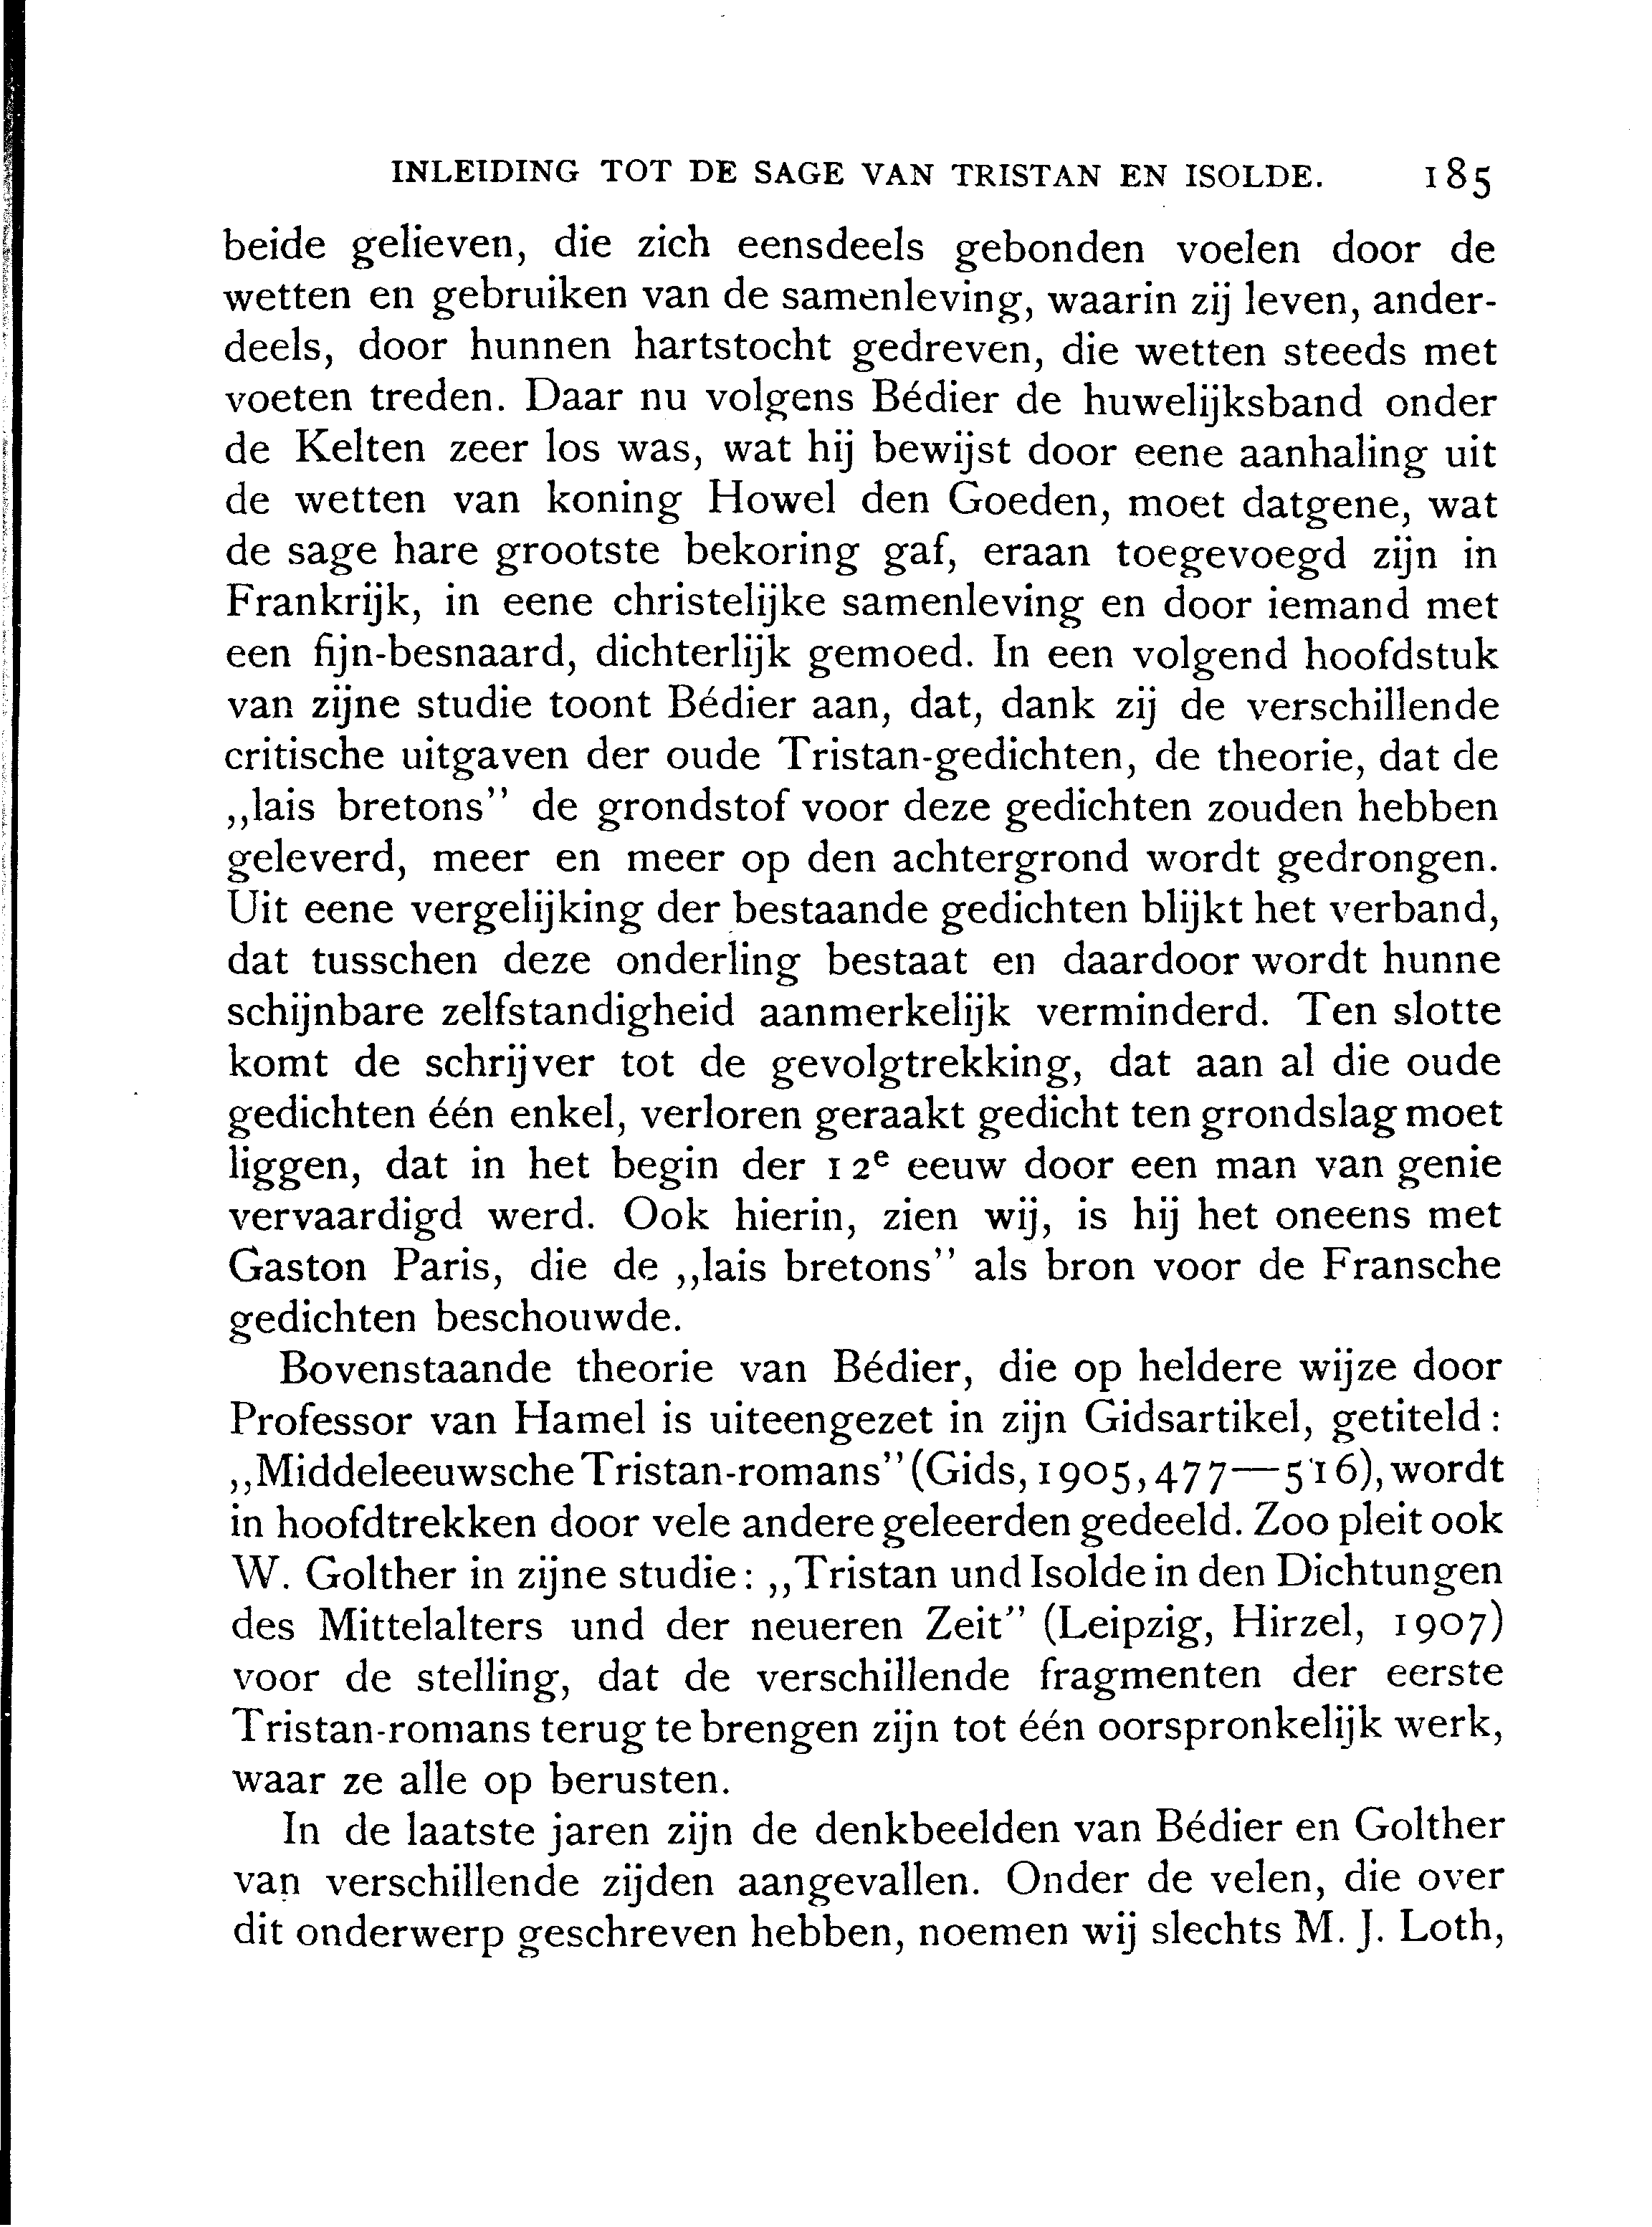 INLEIDING TOT DE SAGE VAN TRISTAN EN ISOLDE. 185
beide gelieven, die zich eensdeels gebonden voelen door de
wetten en gebruiken van de samenleving, waarin zij leven, ander-
deels, door hunnen hartstocht gedreven, die wetten steeds met
voeten treden. Daar nu volgens Bédier de huwelijksband onder
de Kelten zeer los was, wat hij bewijst door eene aanhaling uit
de wetten van koning Howel den Goeden, moet datgene, wat
de sage hare grootste bekoring gaf, eraan toegevoegd zijn in
Frankrijk, in eene christelijke samenleving en door iemand met
een fijn-besnaard, dichterlijk gemoed. In een volgend hoofdstuk
van zijne studie toont Bédier aan, dat, dank zij de verschillende
critische uitgaven der oude Tristan-gedichten, de theorie, dat de
„lais bretons” de grondstof voor deze gedichten zouden hebben
geleverd, meer en meer op den achtergrond wordt gedrongen.
Uit eene vergelijking der bestaande gedichten blijkt het verband,
dat tusschen deze onderling bestaat en daardoor wordt hunne
schijnbare zelfstandigheid aanmerkelijk verminderd. Ten slotte
komt de schrijver tot de gevolgtrekking, dat aan al die oude
gedichten één enkel, verloren geraakt gedicht ten grondslag moet
liggen, dat in het begin der 12e eeuw door een man van genie
vervaardigd werd. Ook hierin, zien wij, is hij het oneens met
Gaston Paris, die de „lais bretons” als bron voor de Fransche
gedichten beschouwde.
Bovenstaande theorie van Bédier, die op heldere wijze door
Professor van Hamel is uiteengezet in zijn Gidsartikel, getiteld:
„Middeleeuwsche Tristan-romans” (Gids, 1905, 477—516), wordt
in hoofdtrekken door vele andere geleerden gedeeld. Zoo pleit ook
W. Golther in zijne studie: „Tristan und Isolde in den Dichtungen
des Mittelalters und der neueren Zeit” (Leipzig, Hirzel, 1907)
voor de stelling, dat de verschillende fragmenten der eerste
Tristan-romans terug te brengen zijn tot één oorspronkelijk werk,
waar ze alle op berusten.
In de laatste jaren zijn de denkbeelden van Bédier en Golther
van verschillende zijden aangevallen. Onder de velen, die over
dit onderwerp geschreven hebben, noemen wij slechts M. J. Loth,